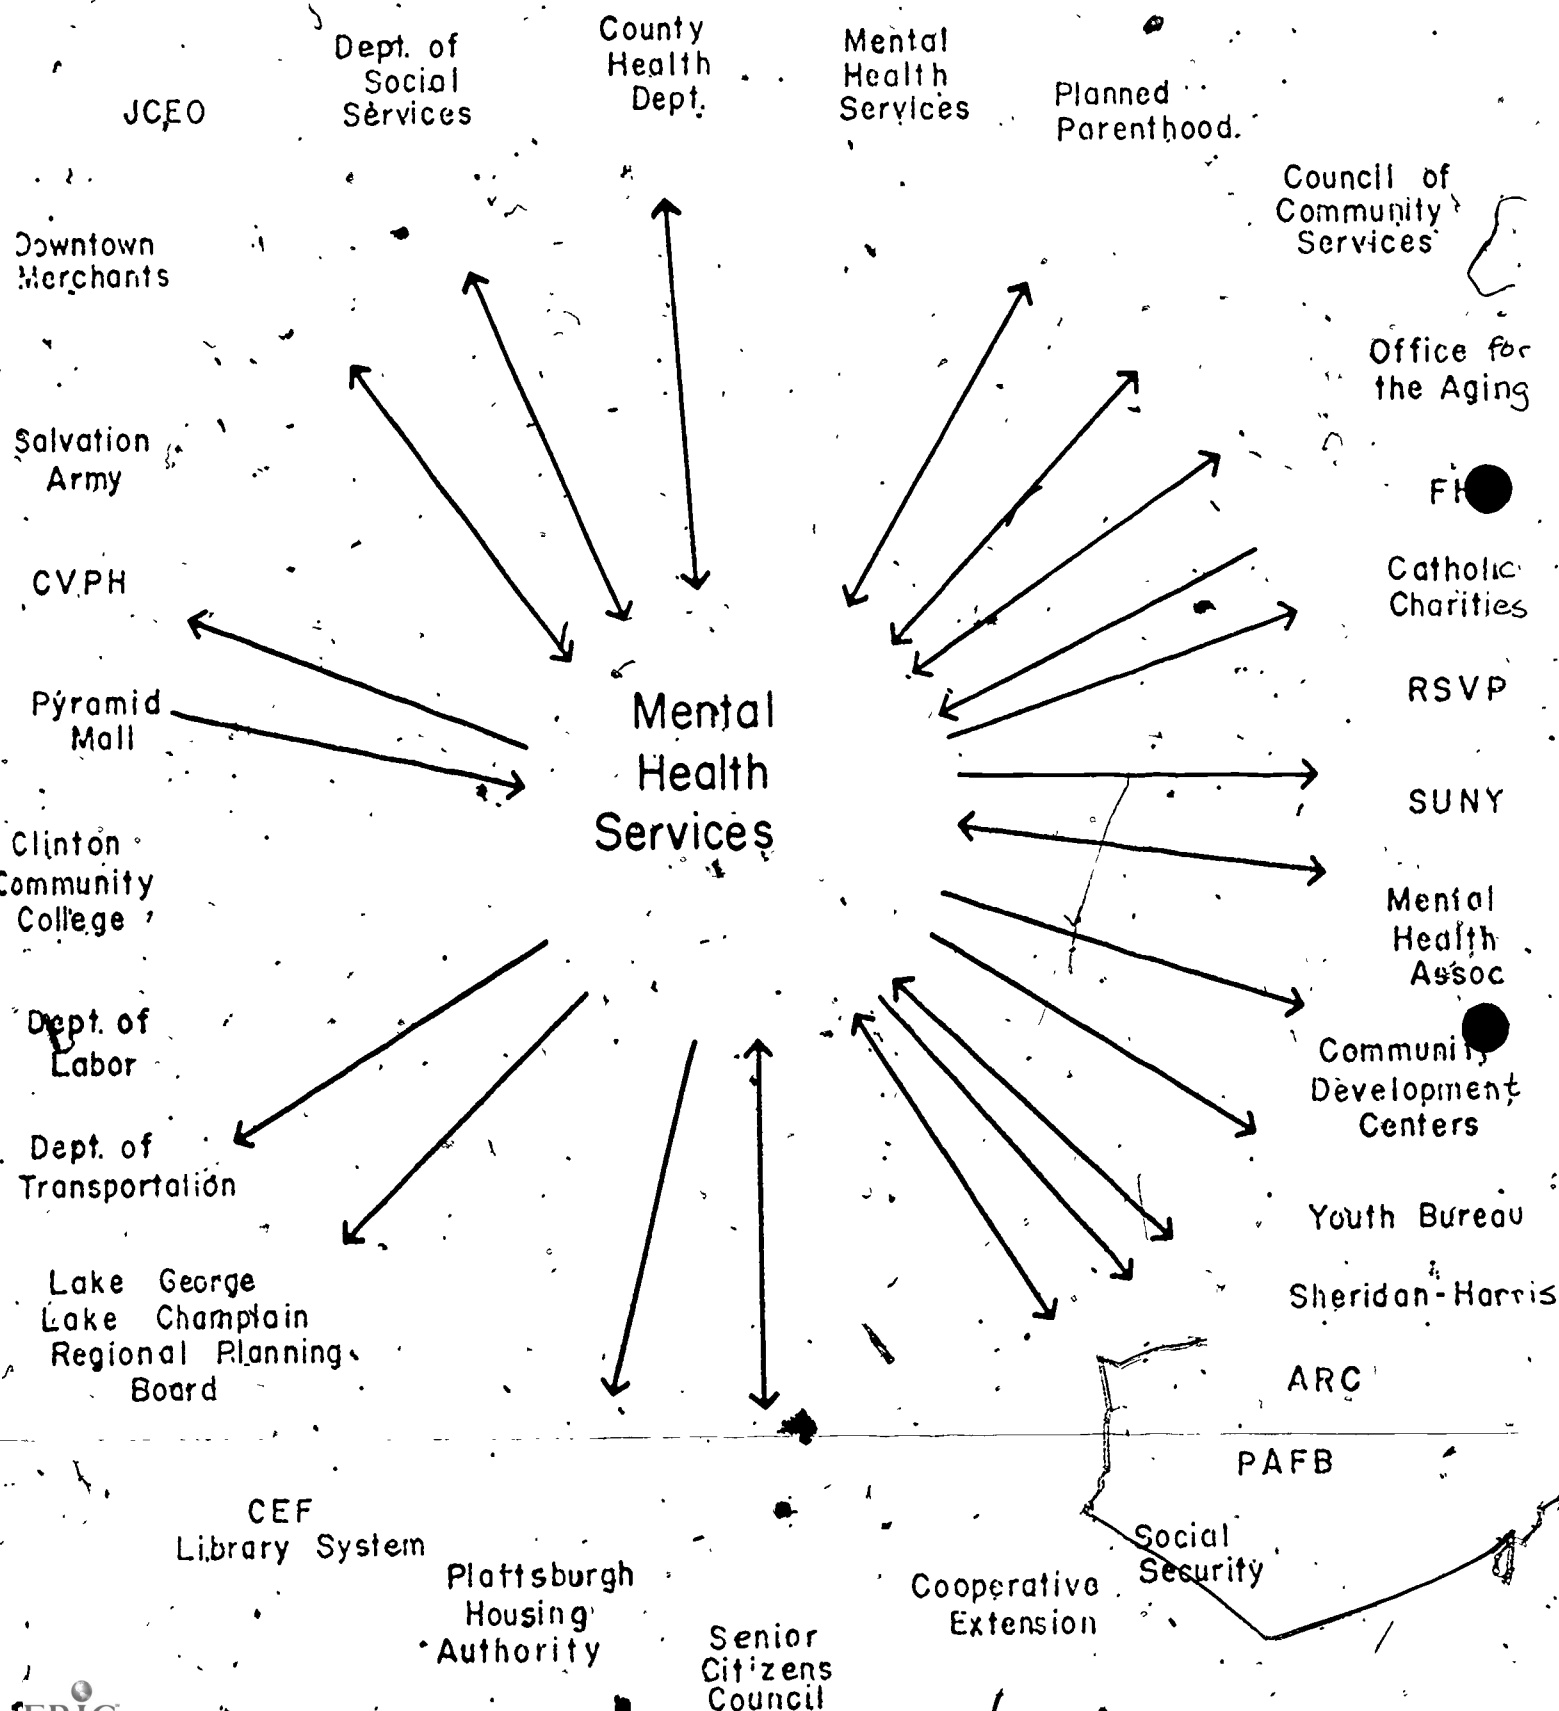 JCEO
Dept. of
Social
Services
County
Health
Dept.
Mental
Health
Services
Planned
Parenthood.
Council of
Community
Services
Downtown
Merchants
Office for
the Aging
Salvation
Army
CVPH
Catholic
Charities
Pyramid
Mall
Mental
Health
Services
RSVP
SUNY
Clinton
Community
College
Mental
Health
Assoc
Dept. of
Labor
Community
Development
Centers
Dept. of
Transportation
Youth Bureau
Lake George
Lake Champlain
Regional Planning
Board
Sheridan-Harris
ARC
PAFB
CEF
Library System
Social
Security
Plattsburgh
Housing
Authority
Cooperative
Extension
Senior
Citizens
Council
ERIC